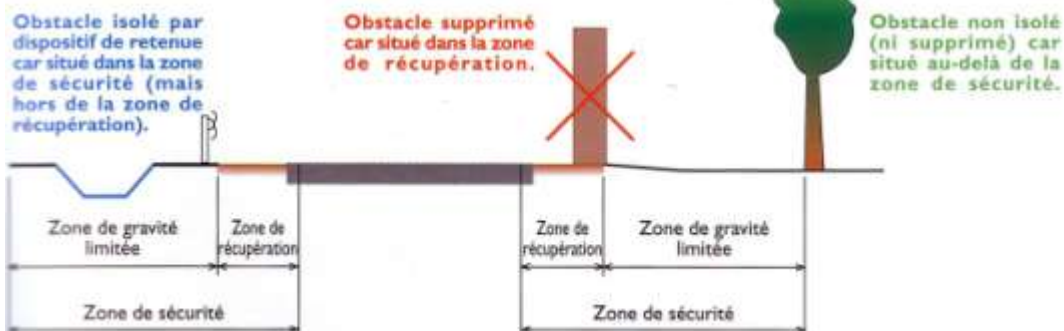 Obstacle isolé par
dispositif de retenue
car situé dans la zone
de sécurité (mais
hors de la zone de
récupération).
Obstacle supprimé
car situé dans la zone
de récupération.
Obstacle non isolé
(ni supprimé) car
situé au-delà de la
zone de sécurité.
Zone de gravité
limitée
Zone de
récupération
Zone de
récupération
Zone de gravité
limitée
Zone de sécurité
Zone de sécurité